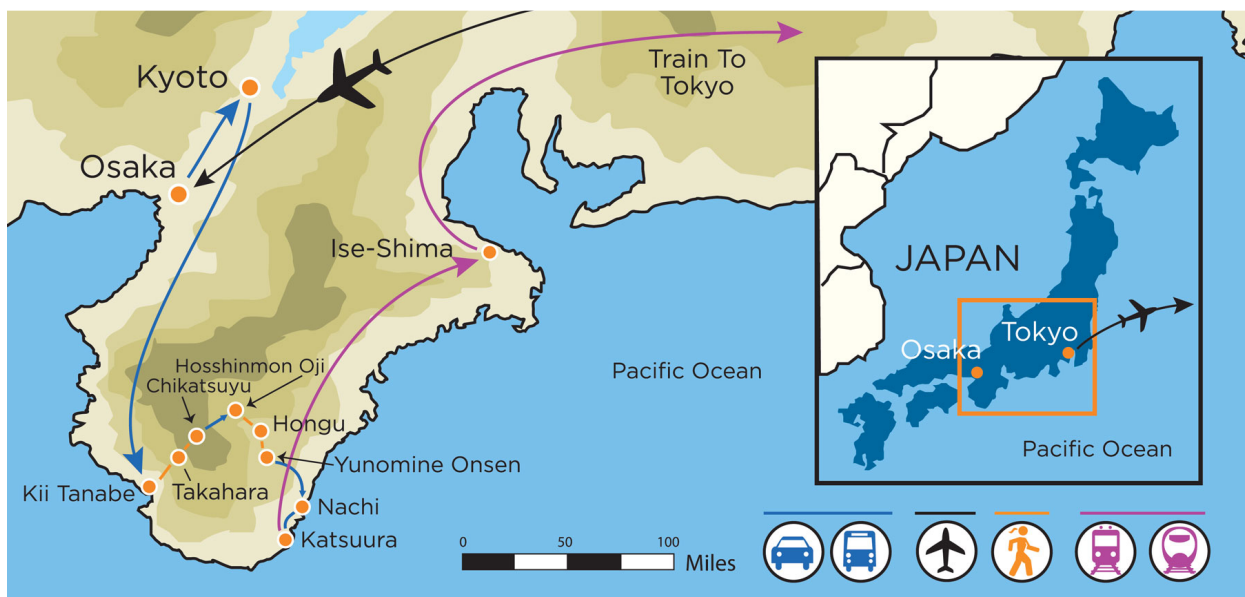 Kyoto
Train To
Tokyo
Osaka
Ise-Shima
JAPAN
Tokyo
Osaka
Hosshinmon Oji
Chikatsuyu
Pacific Ocean
Hongu
Pacific Ocean
Yunomine Onsen
Kii Tanabe
Takahara
Nachi
Katsuura
0 50 100
Miles